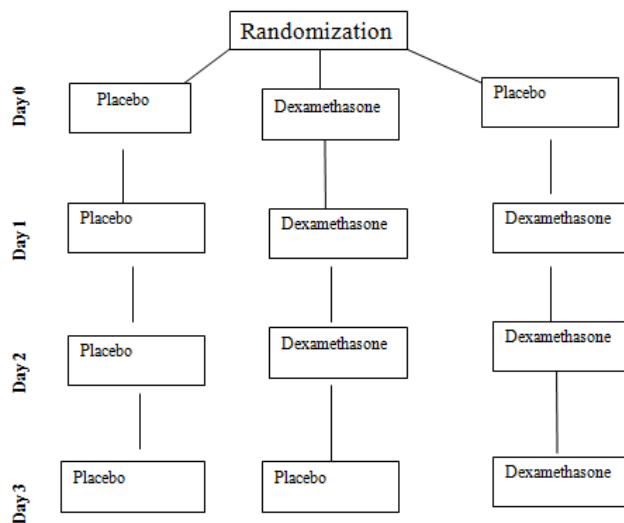 Randomization
Day 0
Placebo
Dexamethasone
Placebo
Day 1
Placebo
Dexamethasone
Dexamethasone
Day 2
Placebo
Dexamethasone
Dexamethasone
Day 3
Placebo
Placebo
Dexamethasone